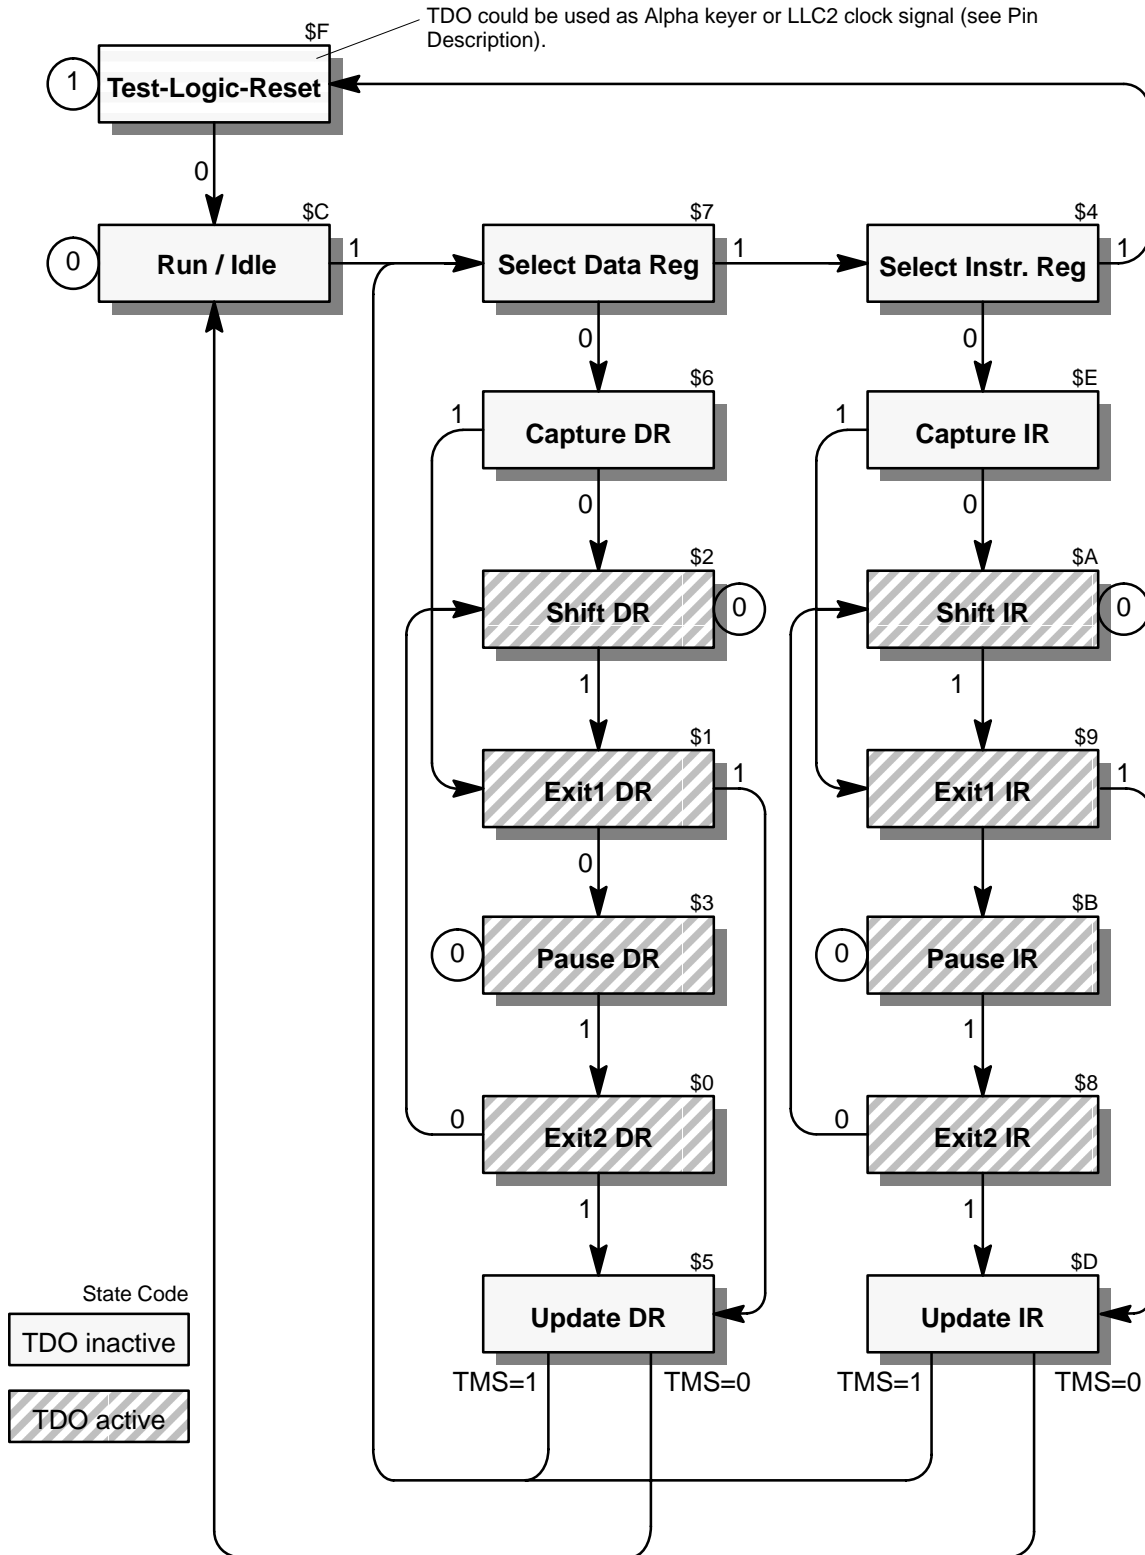 TDO could be used as Alpha keyer or LLC2 clock signal (see Pin
Description).
$F
1
Test-Logic-Reset
0
$C
$7
$4
0
Run / Idle
1
Select Data Reg
1
Select Instr. Reg
1
0
0
$6
$E
1
Capture DR
1
Capture IR
0
0
$2
$A
Shift DR
0
Shift IR
0
1
1
$1
$9
Exit1 DR
1
Exit1 IR
1
0
$3
$B
0
Pause DR
0
Pause IR
1
1
$0
$8
0
Exit2 DR
0
Exit2 IR
1
1
$5
$D
State Code
Update DR
Update IR
TDO inactive
TMS=1
TMS=0
TMS=1
TMS=0
TDO active